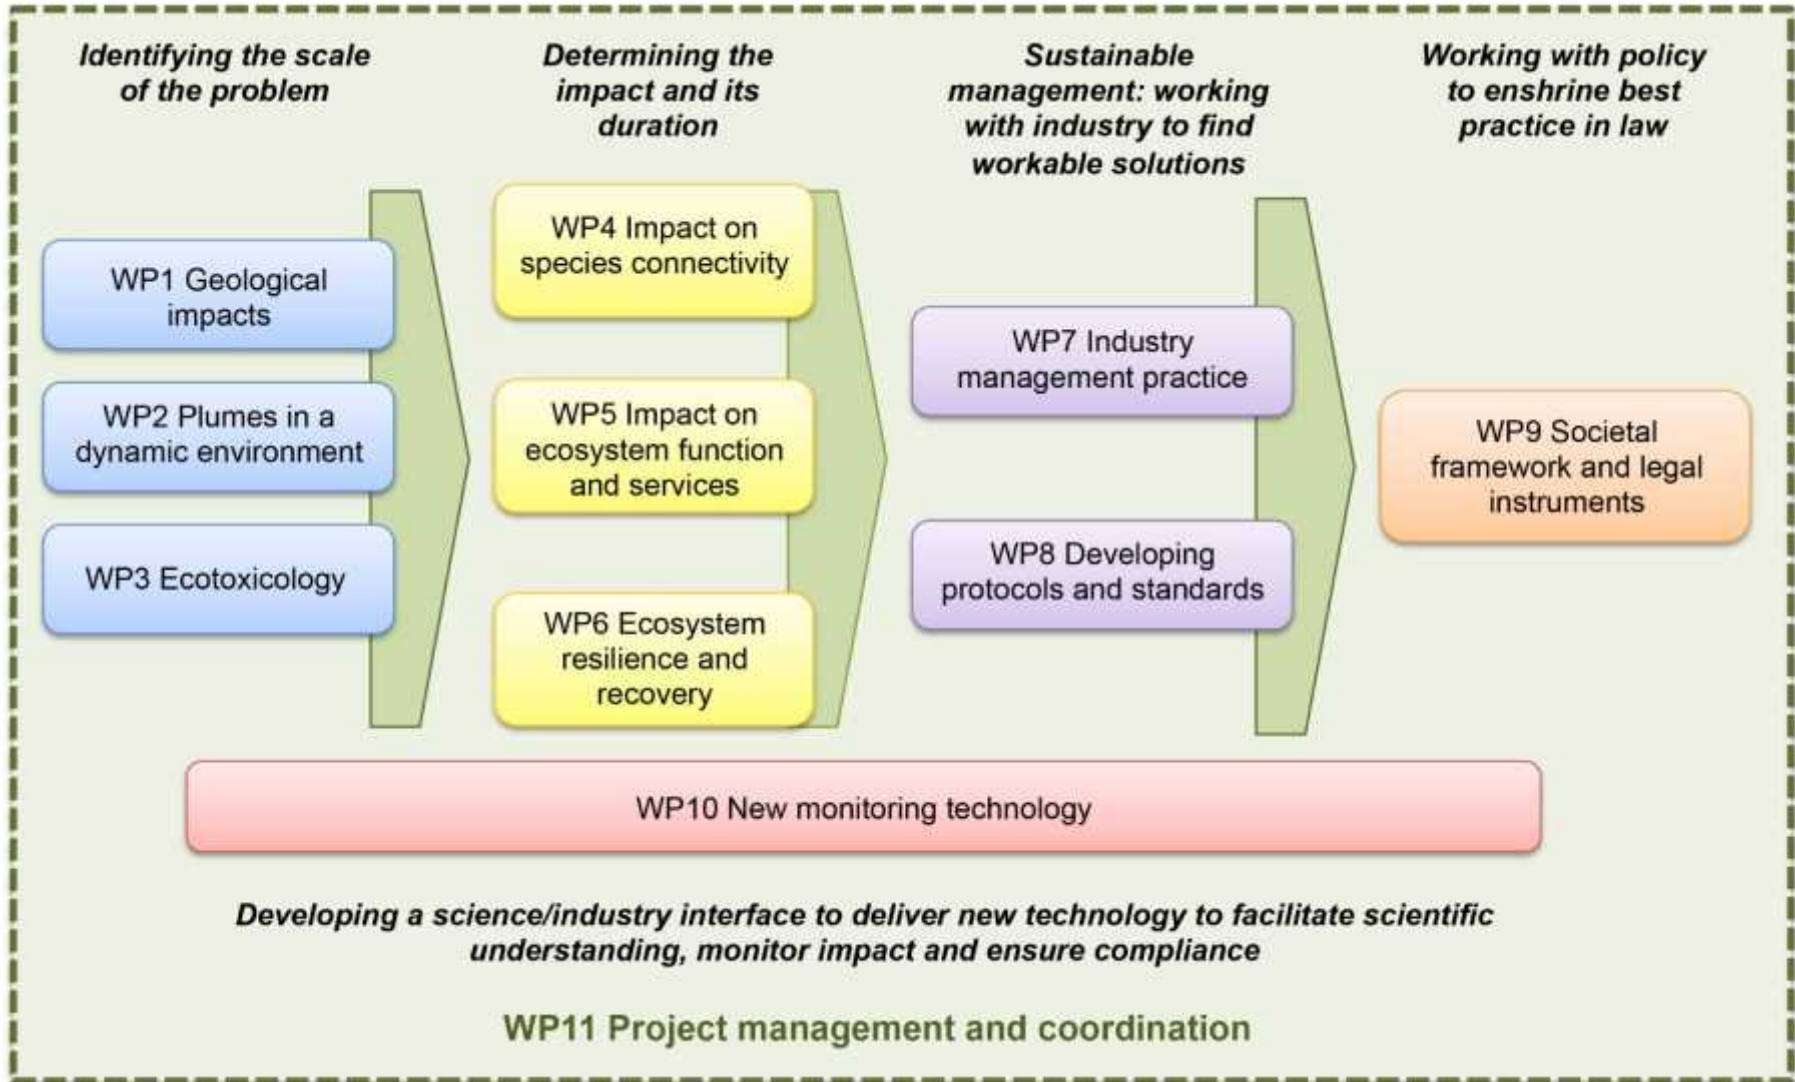 Identifying the scale
of the problem
Determining the
impact and its
duration
Sustainable
management: working
with industry to find
workable solutions
Working with policy
to enshrine best
practice in law
WP1 Geological
impacts
WP2 Plumes in a
dynamic environment
WP3 Ecotoxicology
WP4 Impact on
species connectivity
WP5 Impact on
ecosystem function
and services
WP6 Ecosystem
resilience and
recovery
WP7 Industry
management practice
WP8 Developing
protocols and standards
WP9 Societal
framework and legal
instruments
WP10 New monitoring technology
Developing a science/industry interface to deliver new technology to facilitate scientific
understanding, monitor impact and ensure compliance
WP11 Project management and coordination